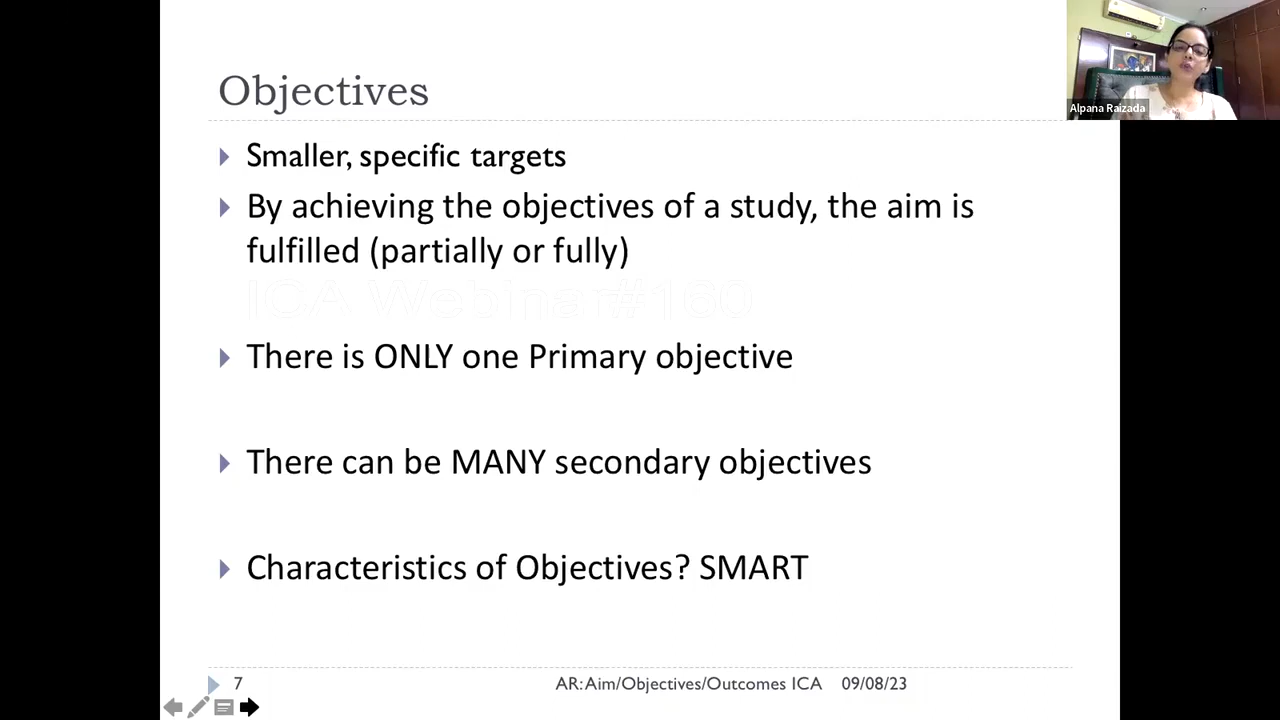 Objectives
Smaller, specific targets
By achieving the objectives of a study, the aim is
fulfilled (partially or fully)
ICA Webinar#160
There is ONLY one Primary objective
There can be MANY secondary objectives
Characteristics of Objectives? SMART
7 AR:Aim/Objectives/Outcomes ICA 09/08/23
Alpana Raizada